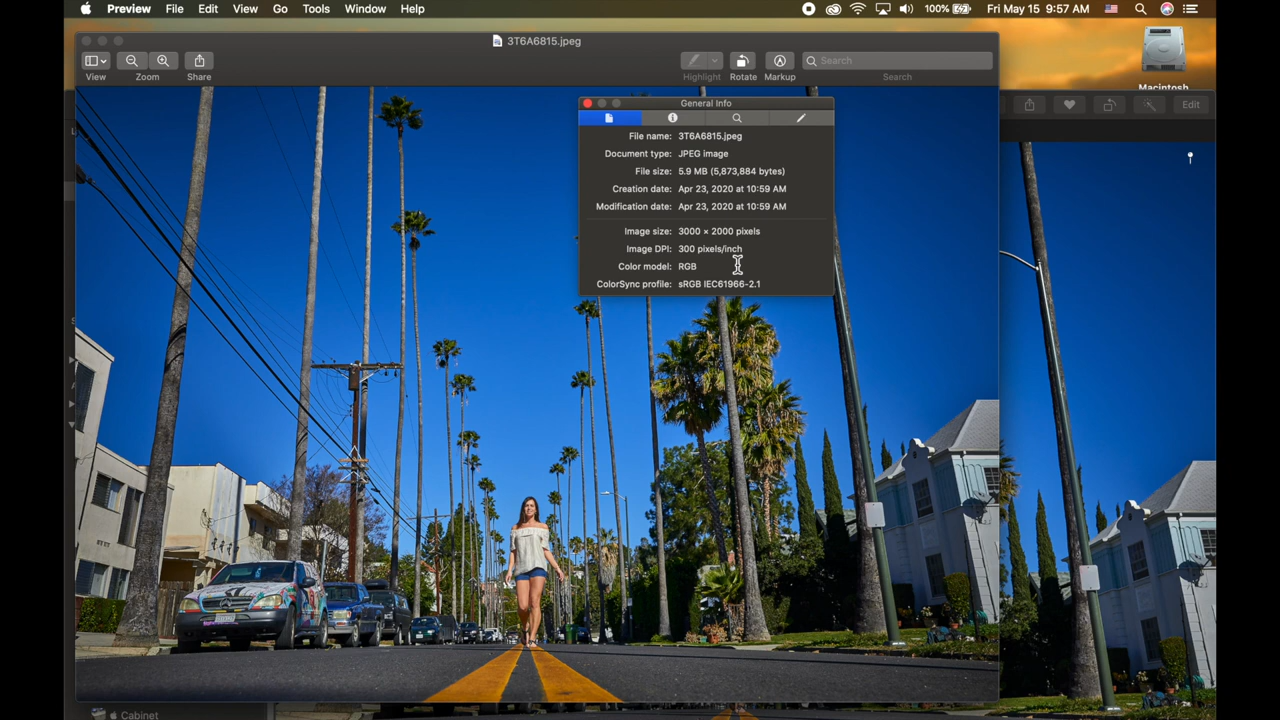 Preview File Edit View Go Tools Window Help
100% Fri May 15 9:57 AM
3T6A6815.jpeg
View Zoom Share Highlight Rotate Markup Search
Search
Macintosh
Edit
General Info
File name: 3T6A6815.jpeg
Document type: JPEG image
File size: 5.9 MB (5,873,884 bytes)
Creation date: Apr 23, 2020 at 10:59 AM
Modification date: Apr 23, 2020 at 10:59 AM
Image size: 3000 × 2000 pixels
Image DPI: 300 pixels/inch
Color model: RGB
ColorSync profile: sRGB IEC61966-2.1
Cabinet